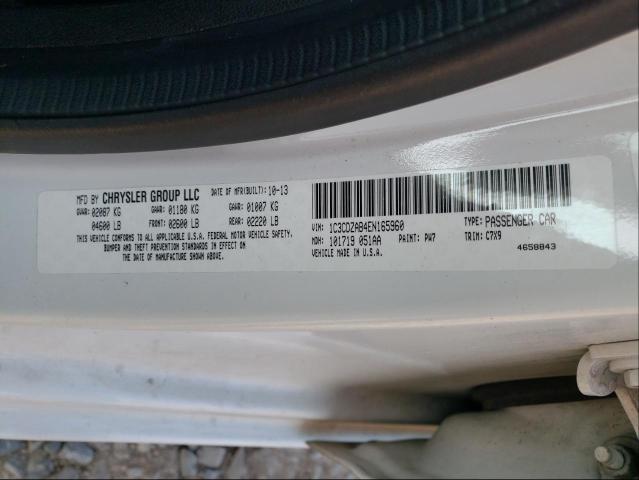 MFD BY CHRYSLER GROUP LLC DATE OF MFR(BUILT): 10-13
GVWR: 02087 KG GAWR 01180 KG GAWR 01007 KG
04600 LB FRONT: 02600 LB REAR: 02220 LB
THIS VEHICLE CONFORMS TO ALL APPLICABLE U.S.A. FEDERAL MOTOR VEHICLE SAFETY,
BUMPER AND THEFT PREVENTION STANDARDS IN EFFECT ON
THE DATE OF MANUFACTURE SHOWN ABOVE.
VIN: 1C3CDZAB4EN165960 TYPE: PASSENGER CAR
MDH: 101719 051AA PAINT: PW7 TRIM: C7X9
VEHICLE MADE IN U.S.A. 4658843